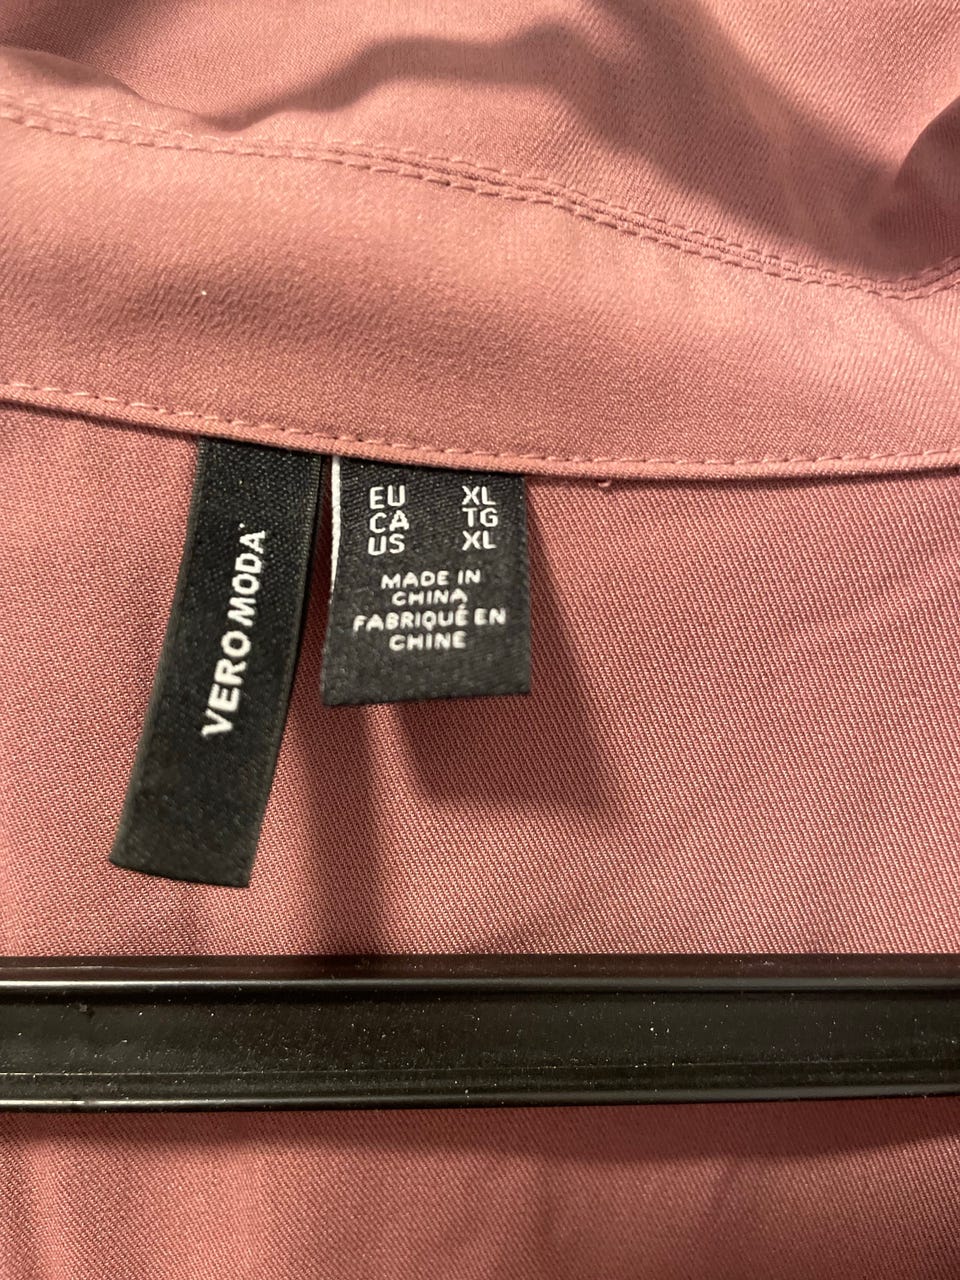 VERO MODA
EU XL
CA TG
US XL
MADE IN
CHINA
FABRIQUÉ EN
CHINE